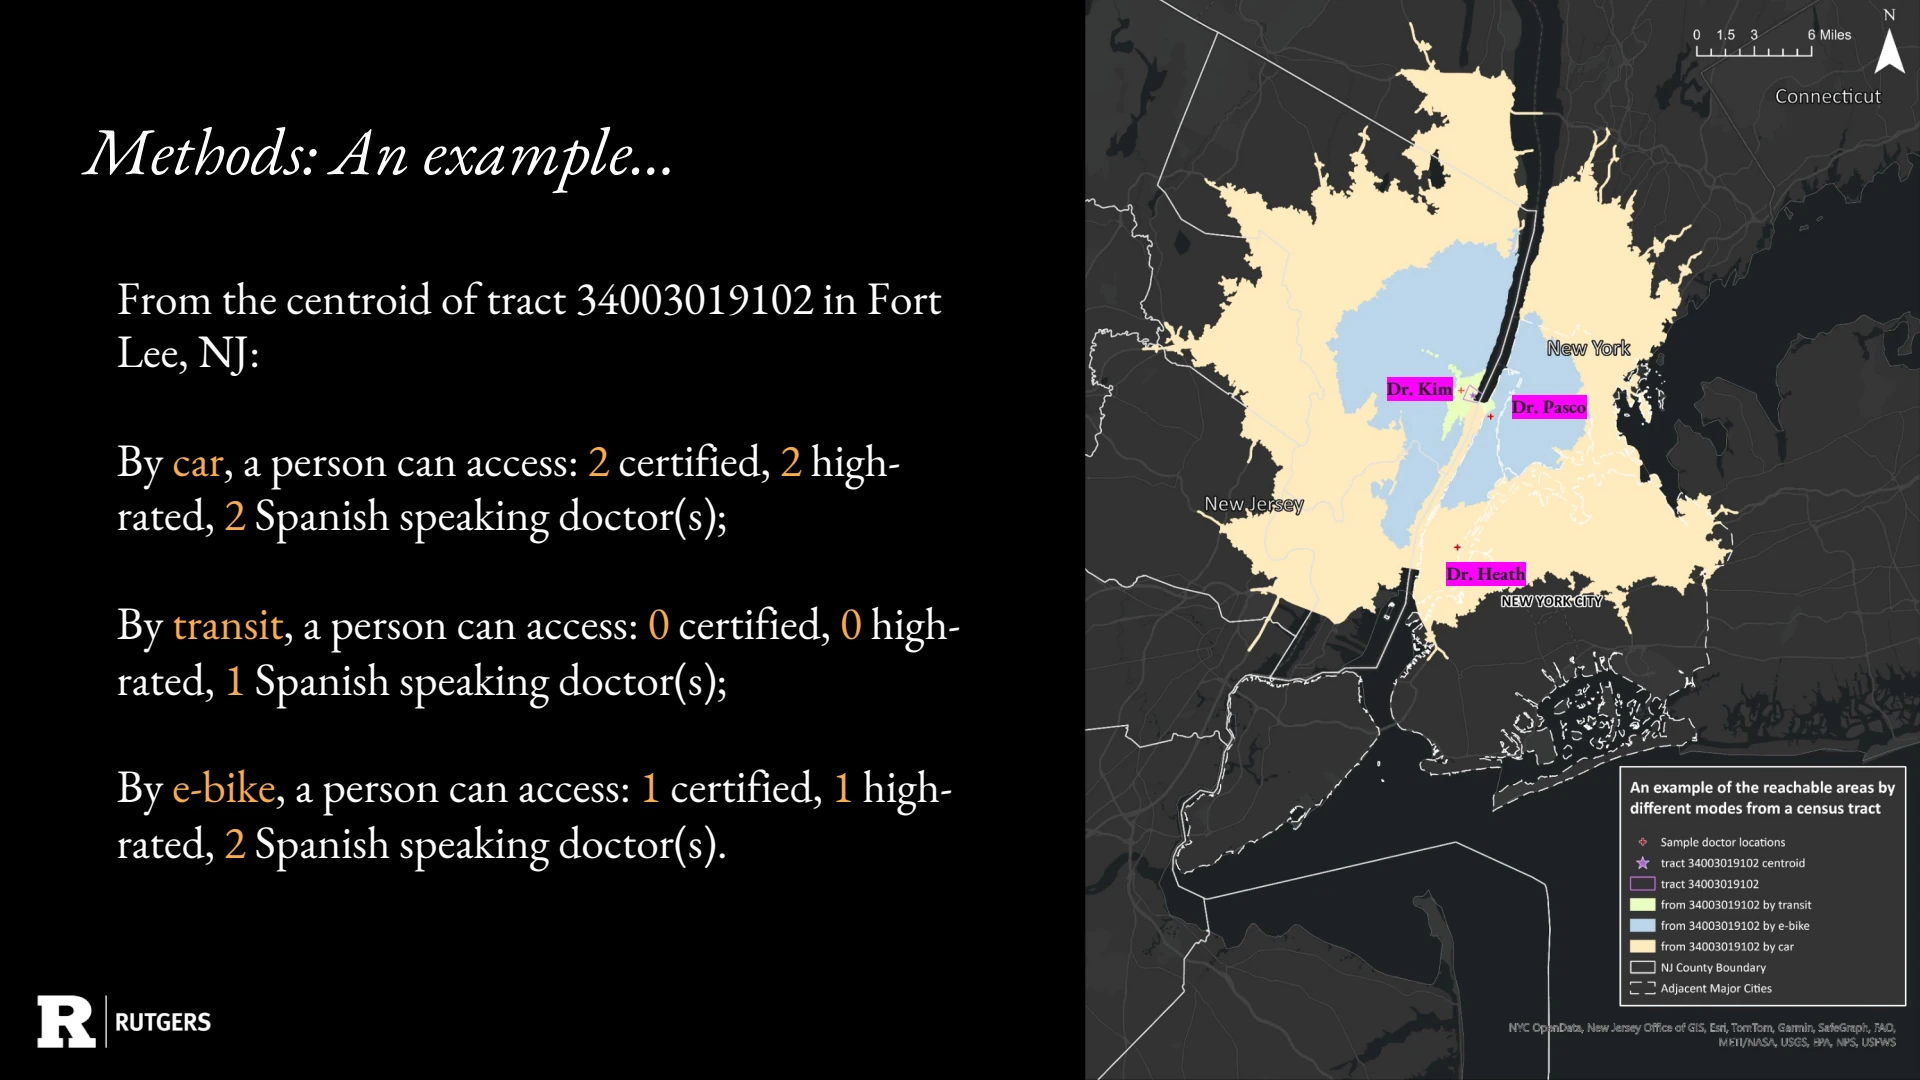 Methods: An example...
From the centroid of tract 34003019102 in Fort
Lee, NJ:
By car, a person can access: 2 certified, 2 high-
rated, 2 Spanish speaking doctor(s);
By transit, a person can access: 0 certified, 0 high-
rated, 1 Spanish speaking doctor(s);
By e-bike, a person can access: 1 certified, 1 high-
rated, 2 Spanish speaking doctor(s).
R RUTGERS
N
0 1.5 3 6 Miles
Connecticut
New York
Dr. Kim
Dr. Pasco
New Jersey
Dr. Heath
NEW YORK CITY
An example of the reachable areas by
different modes from a census tract
Sample doctor locations
tract 34003019102 centroid
tract 34003019102
from 34003019102 by transit
from 34003019102 by e-bike
from 34003019102 by car
NJ County Boundary
Adjacent Major Cities
NYC OpenData, New Jersey Office of GIS, Esri, TomTom, Garmin, SafeGraph, FAO,
METI/NASA, USGS, EPA, NPS, USFWS